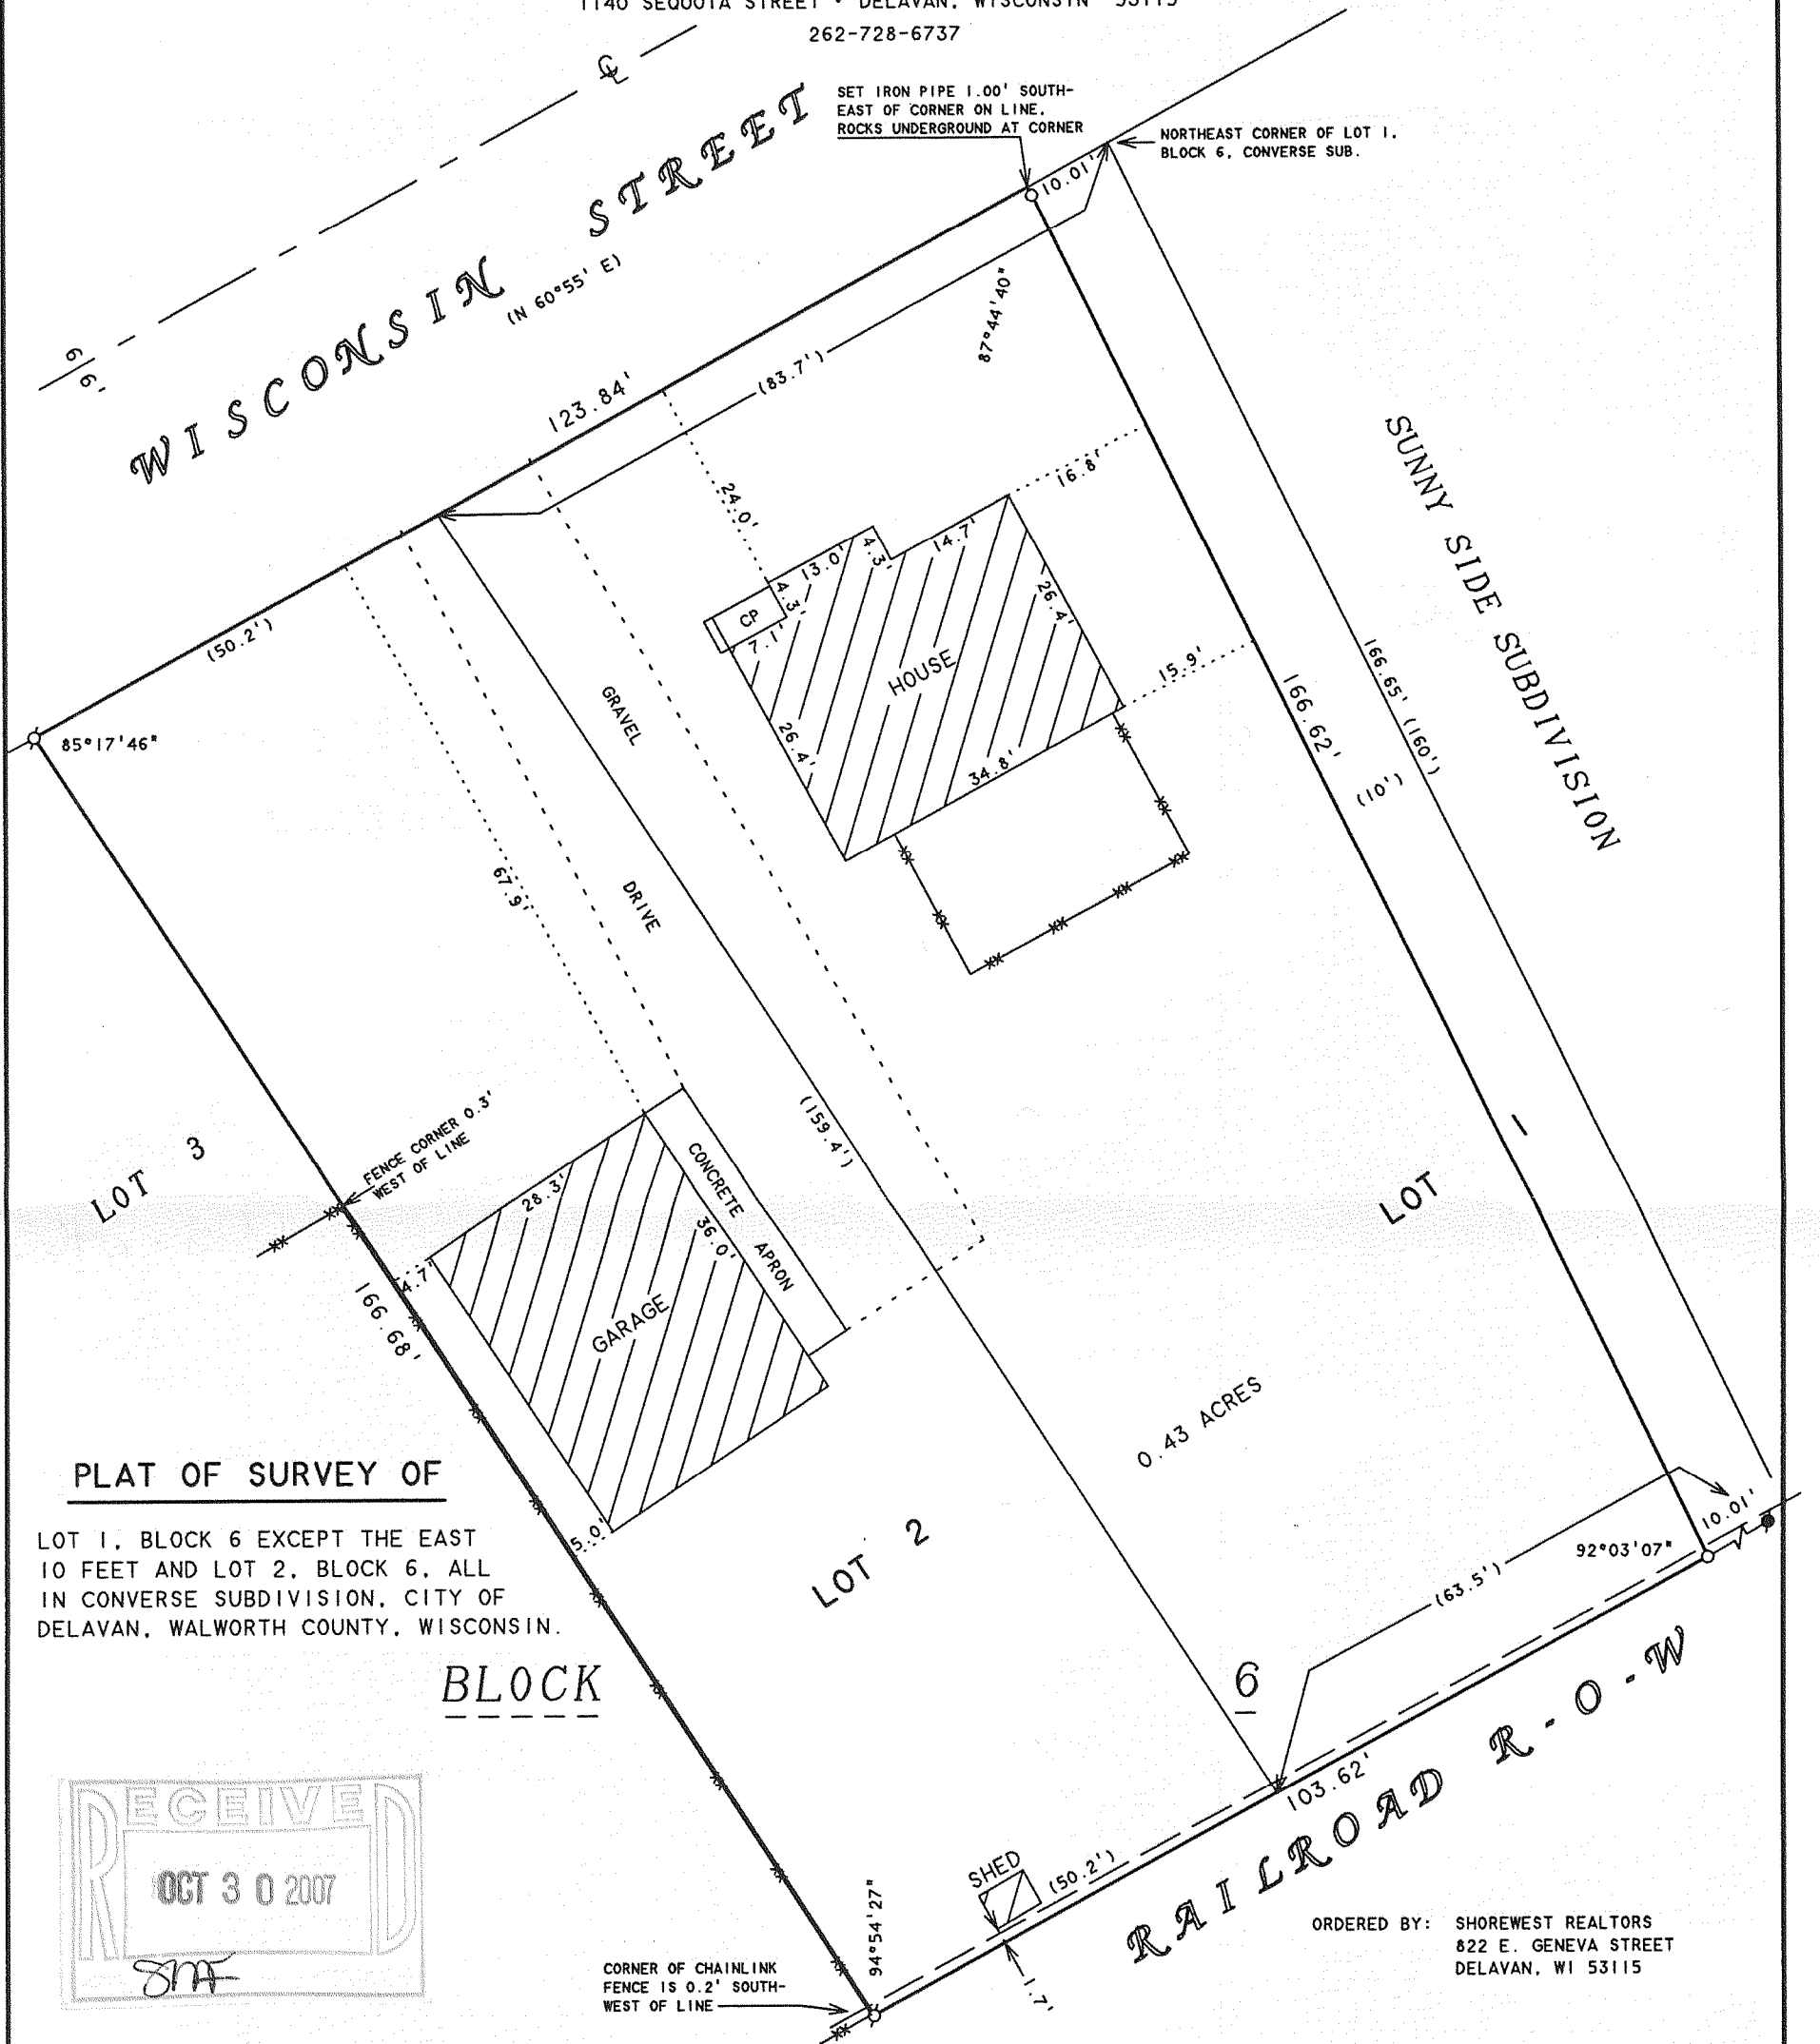 1140 SEQUOIA STREET • DELAVAN, WISCONSIN 53115
262-728-6737
℄
WISCONSIN STREET
(N 60°55' E)
66'
SET IRON PIPE 1.00' SOUTH-
EAST OF CORNER ON LINE.
ROCKS UNDERGROUND AT CORNER
NORTHEAST CORNER OF LOT 1,
BLOCK 6, CONVERSE SUB.
10.01'
87°44'40"
(83.7')
123.84'
(50.2')
85°17'46"
24.0'
16.8'
14.7'
4.3'
13.0'
4.3'
CP
7.1'
26.4'
HOUSE
26.4'
34.8'
15.9'
SUNNY SIDE SUBDIVISION
166.65' (160')
166.62'
(10')
GRAVEL
DRIVE
67.9'
(159.4')
LOT 3
FENCE CORNER 0.3'
WEST OF LINE
28.3'
36.0'
CONCRETE APRON
4.7'
GARAGE
166.68'
5.0'
LOT 1
0.43 ACRES
LOT 2
PLAT OF SURVEY OF
LOT 1, BLOCK 6 EXCEPT THE EAST
10 FEET AND LOT 2, BLOCK 6, ALL
IN CONVERSE SUBDIVISION, CITY OF
DELAVAN, WALWORTH COUNTY, WISCONSIN.
BLOCK 6
10.01'
92°03'07"
(63.5')
103.62'
RAILROAD R-O-W
SHED
(50.2')
1.7'
94°54'27"
CORNER OF CHAINLINK
FENCE IS 0.2' SOUTH-
WEST OF LINE
ORDERED BY: SHOREWEST REALTORS
822 E. GENEVA STREET
DELAVAN, WI 53115
RECEIVED
OCT 30 2007